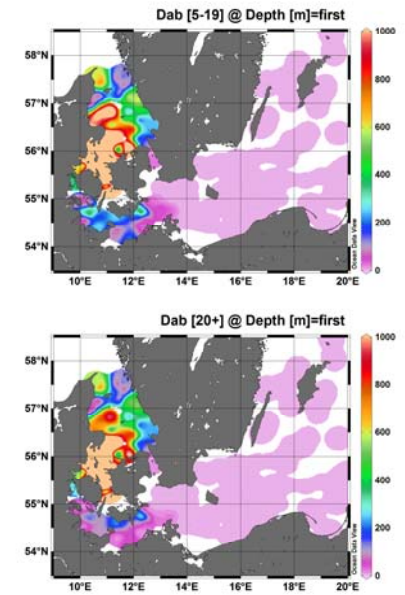 Dab [5-19] @ Depth [m]=first
1000
58°N
800
57°N
600
56°N
400
55°N
200
54°N
0
Ocean Data View
10°E 12°E 14°E 16°E 18°E 20°E
Dab [20+] @ Depth [m]=first
1000
58°N
800
57°N
600
56°N
400
55°N
200
54°N
0
Ocean Data View
10°E 12°E 14°E 16°E 18°E 20°E